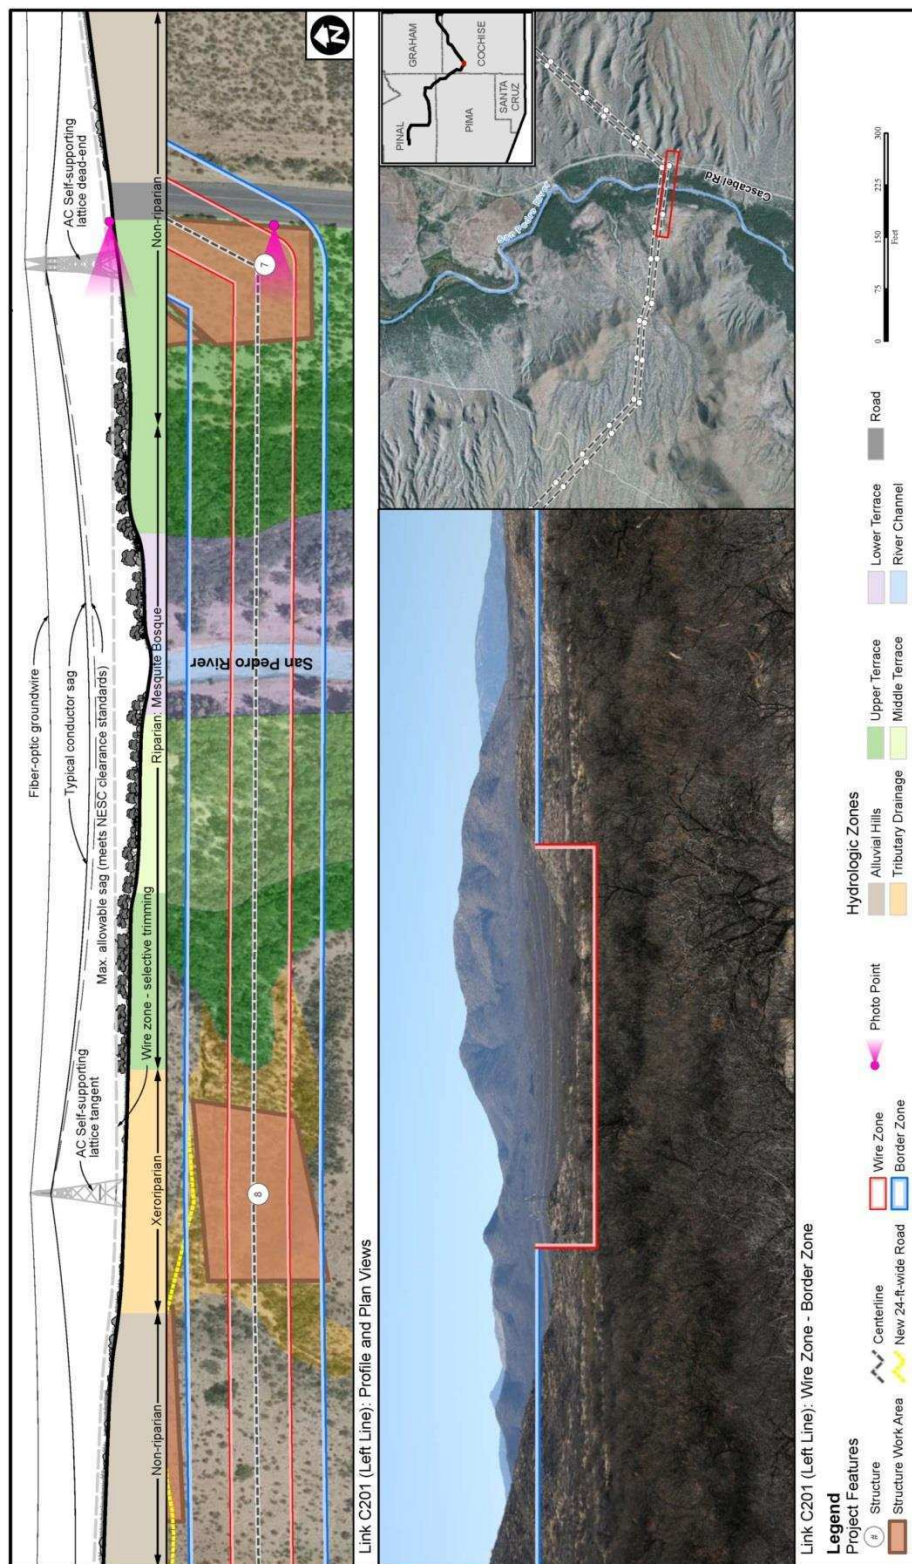 Fiber-optic groundwire
Typical conductor sag
Max. allowable sag (meets NESC clearance standards)
AC Self-supporting
lattice tangent
AC Self-supporting
lattice dead-end
Wire zone - selective trimming
Non-riparian
Xeroriparian
Riparian: Mesquite Bosque
Non-riparian
San Pedro River
8
7
N
Link C201 (Left Line): Profile and Plan Views
PINAL
GRAHAM
PIMA
COCHISE
SANTA
CRUZ
San Pedro River
Cascabel Rd
Link C201 (Left Line): Wire Zone - Border Zone
0
75
150
225
300
Feet
Legend
Project Features
# Structure
Centerline
Wire Zone
Photo Point
Structure Work Area
New 24-ft-wide Road
Border Zone
Hydrologic Zones
Alluvial Hills
Upper Terrace
Lower Terrace
Road
Tributary Drainage
Middle Terrace
River Channel